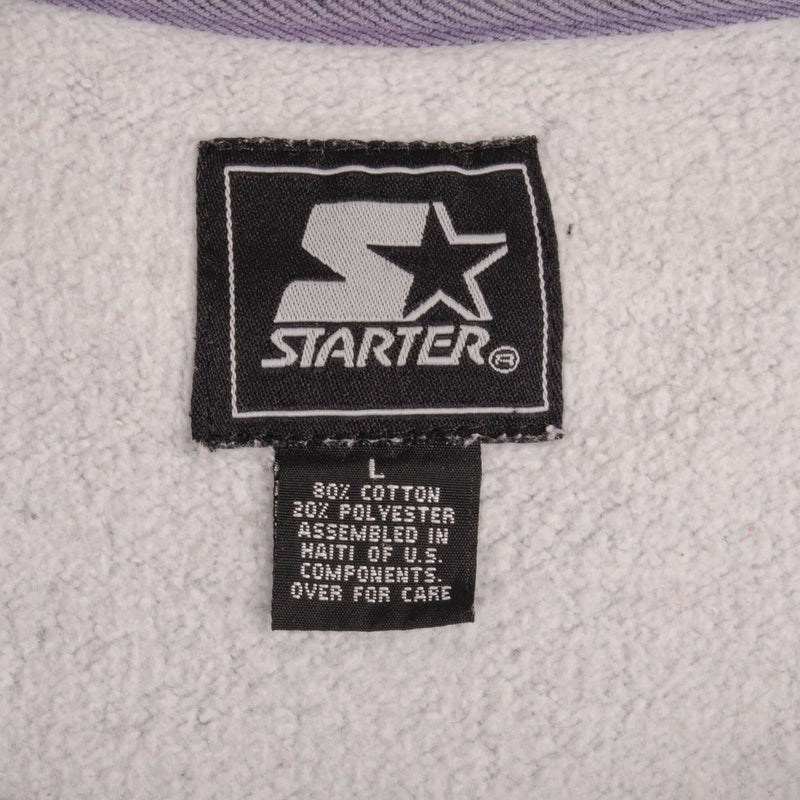 STARTER®
L
80% COTTON
20% POLYESTER
ASSEMBLED IN
HAITI OF U.S.
COMPONENTS.
OVER FOR CARE